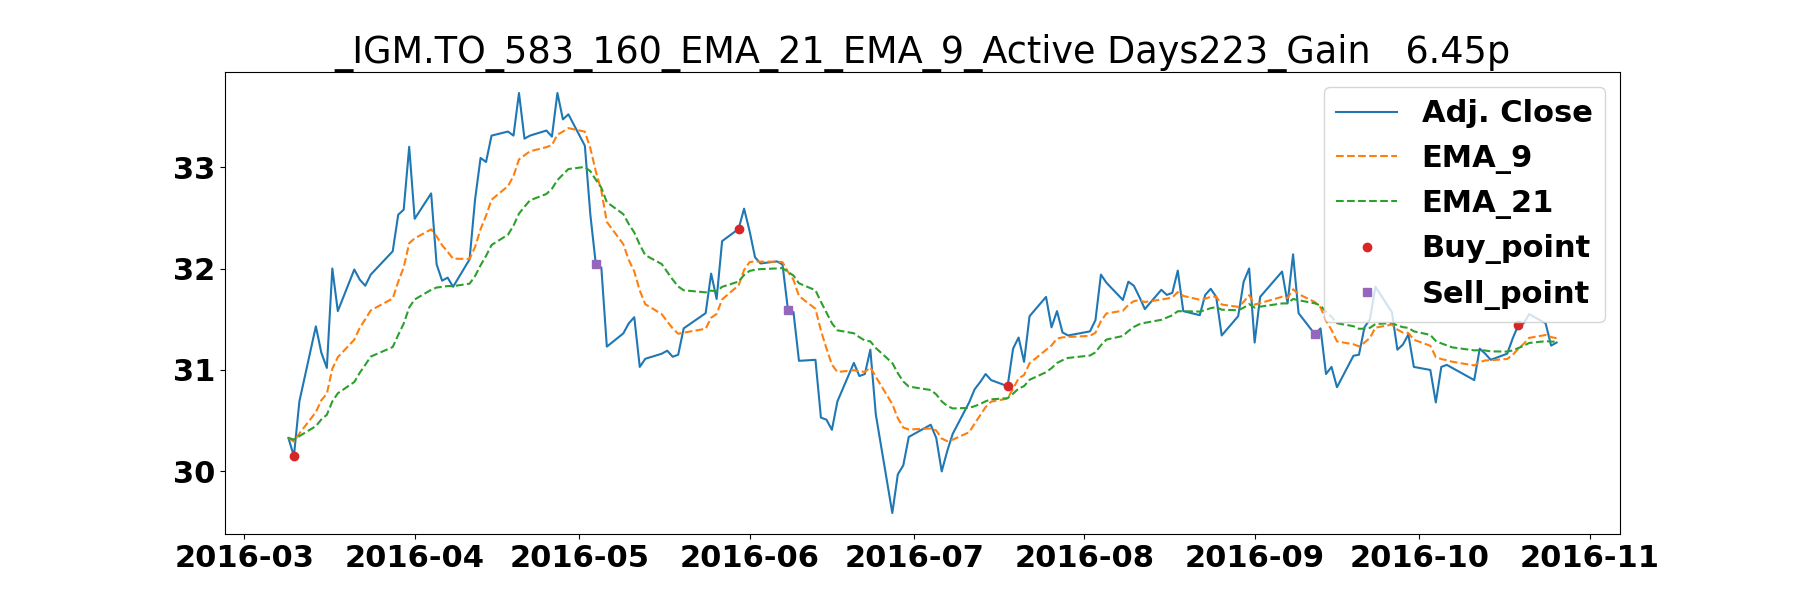 _IGM.TO_583_160_EMA_21_EMA_9_Active Days223_Gain   6.45p
Adj. Close
EMA_9
EMA_21
Buy_point
Sell_point
33
32
31
30
2016-03 2016-04 2016-05 2016-06 2016-07 2016-08 2016-09 2016-10 2016-11